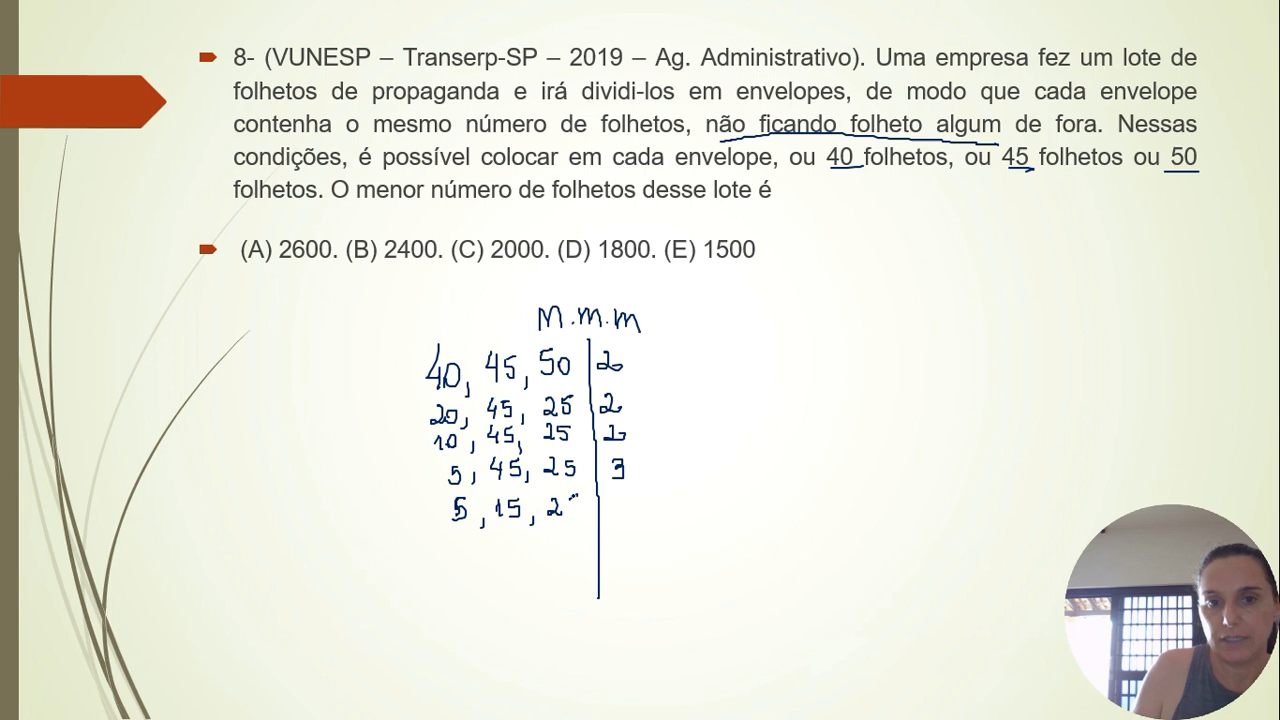 8- (VUNESP – Transerp-SP – 2019 – Ag. Administrativo). Uma empresa fez um lote de
folhetos de propaganda e irá dividi-los em envelopes, de modo que cada envelope
contenha o mesmo número de folhetos, não ficando folheto algum de fora. Nessas
condições, é possível colocar em cada envelope, ou 40 folhetos, ou 45 folhetos ou 50
folhetos. O menor número de folhetos desse lote é
(A) 2600. (B) 2400. (C) 2000. (D) 1800. (E) 1500
M.m.m
40, 45, 50 | 2
20, 45, 25 | 2
10, 45, 25 | 2
5, 45, 25 | 3
5, 15, 2